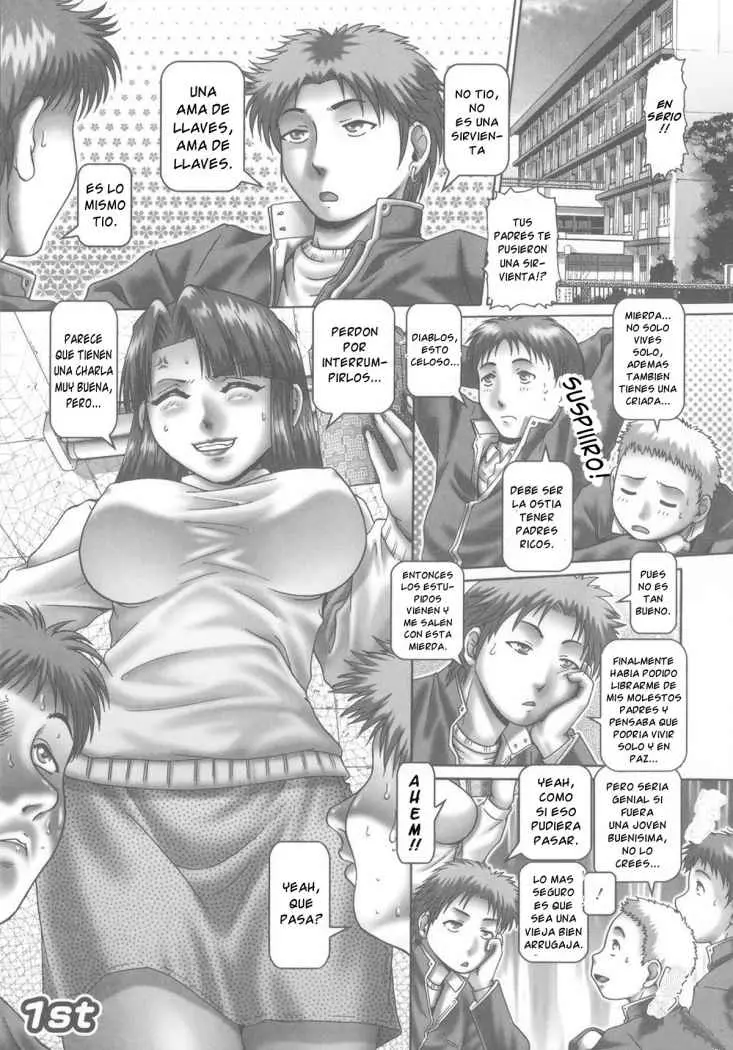 EN
SERIO
!!
TUS
PADRES TE
PUSIERON
UNA SIR-
VIENTA!?
NO TIO,
NO ES
UNA
SIRVIEN-
TA
UNA
AMA DE
LLAVES,
AMA DE
LLAVES.
ES LO
MISMO
TIO.
MIERDA...
NO SOLO
VIVES
SOLO,
ADEMAS
TAMBIEN
TIENES UNA
CRIADA...
SUSPIIIRO!
DIABLOS,
ESTO
CELOSO...
DEBE SER
LA OSTIA
TENER
PADRES
RICOS.
PUES
NO ES
TAN
BUENO.
FINALMENTE
HABIA PODIDO
LIBRARME DE
MIS MOLESTOS
PADRES Y
PENSABA QUE
PODRIA VIVIR
SOLO Y EN
PAZ...
ENTONCES
LOS ESTU-
PIDOS
VIENEN Y
ME SALEN
CON ESTA
MIERDA.
PERO SERIA
GENIAL SI
FUERA
UNA JOVEN
BUENISIMA,
NO LO
CREES...
!
YEAH,
COMO
SI ESO
PUDIERA
PASAR.
LO MAS
SEGURO
ES QUE
SEA UNA
VIEJA BIEN
ARRUGAJA.
AHEM!!
PERDON
POR
INTERRUM-
PIRLOS...
PARECE
QUE TIENEN
UNA CHARLA
MUY BUENA,
PERO...
YEAH,
QUE
PASA?
1st